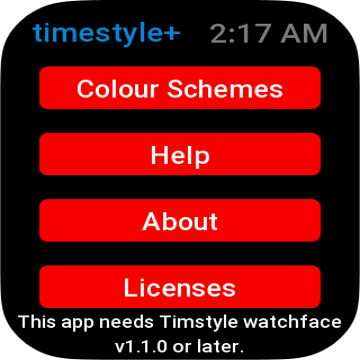 timestyle+ 2:17 AM
Colour Schemes
Help
About
Licenses
This app needs Timstyle watchface
v1.1.0 or later.